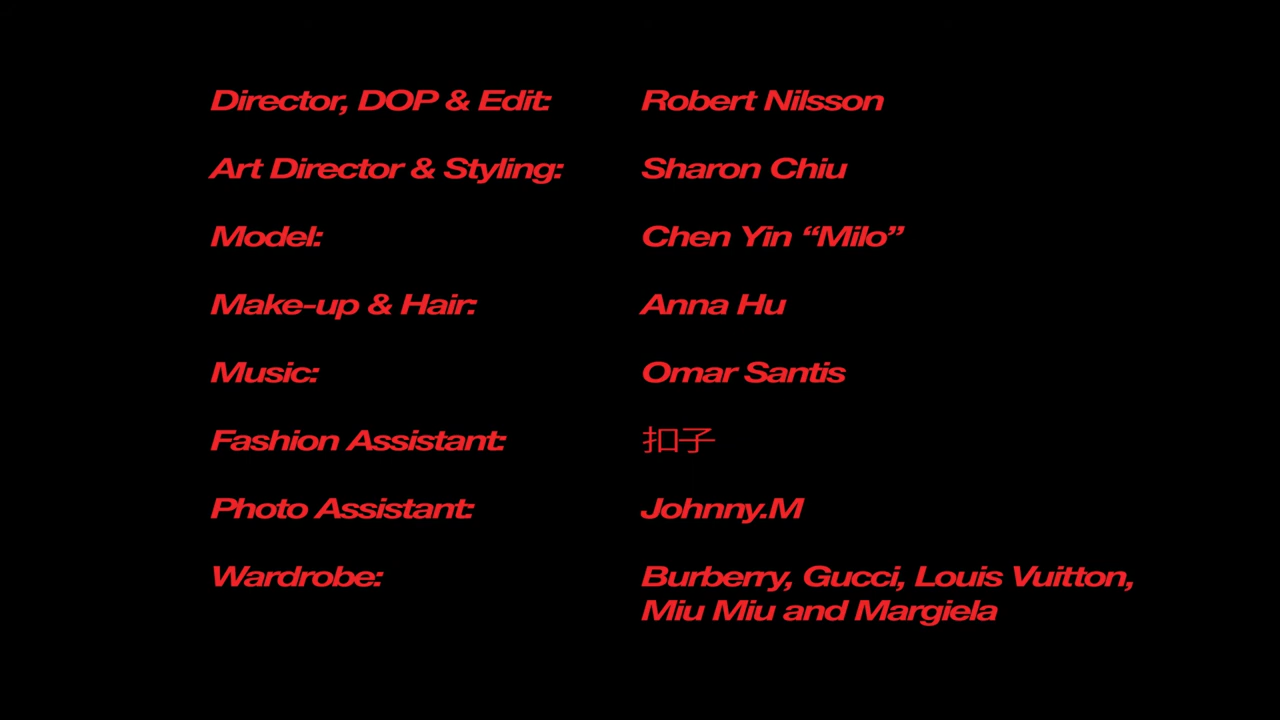 Director, DOP & Edit: Robert Nilsson
Art Director & Styling: Sharon Chiu
Model: Chen Yin “Milo”
Make-up & Hair: Anna Hu
Music: Omar Santis
Fashion Assistant: 扣子
Photo Assistant: Johnny.M
Wardrobe: Burberry, Gucci, Louis Vuitton,
Miu Miu and Margiela